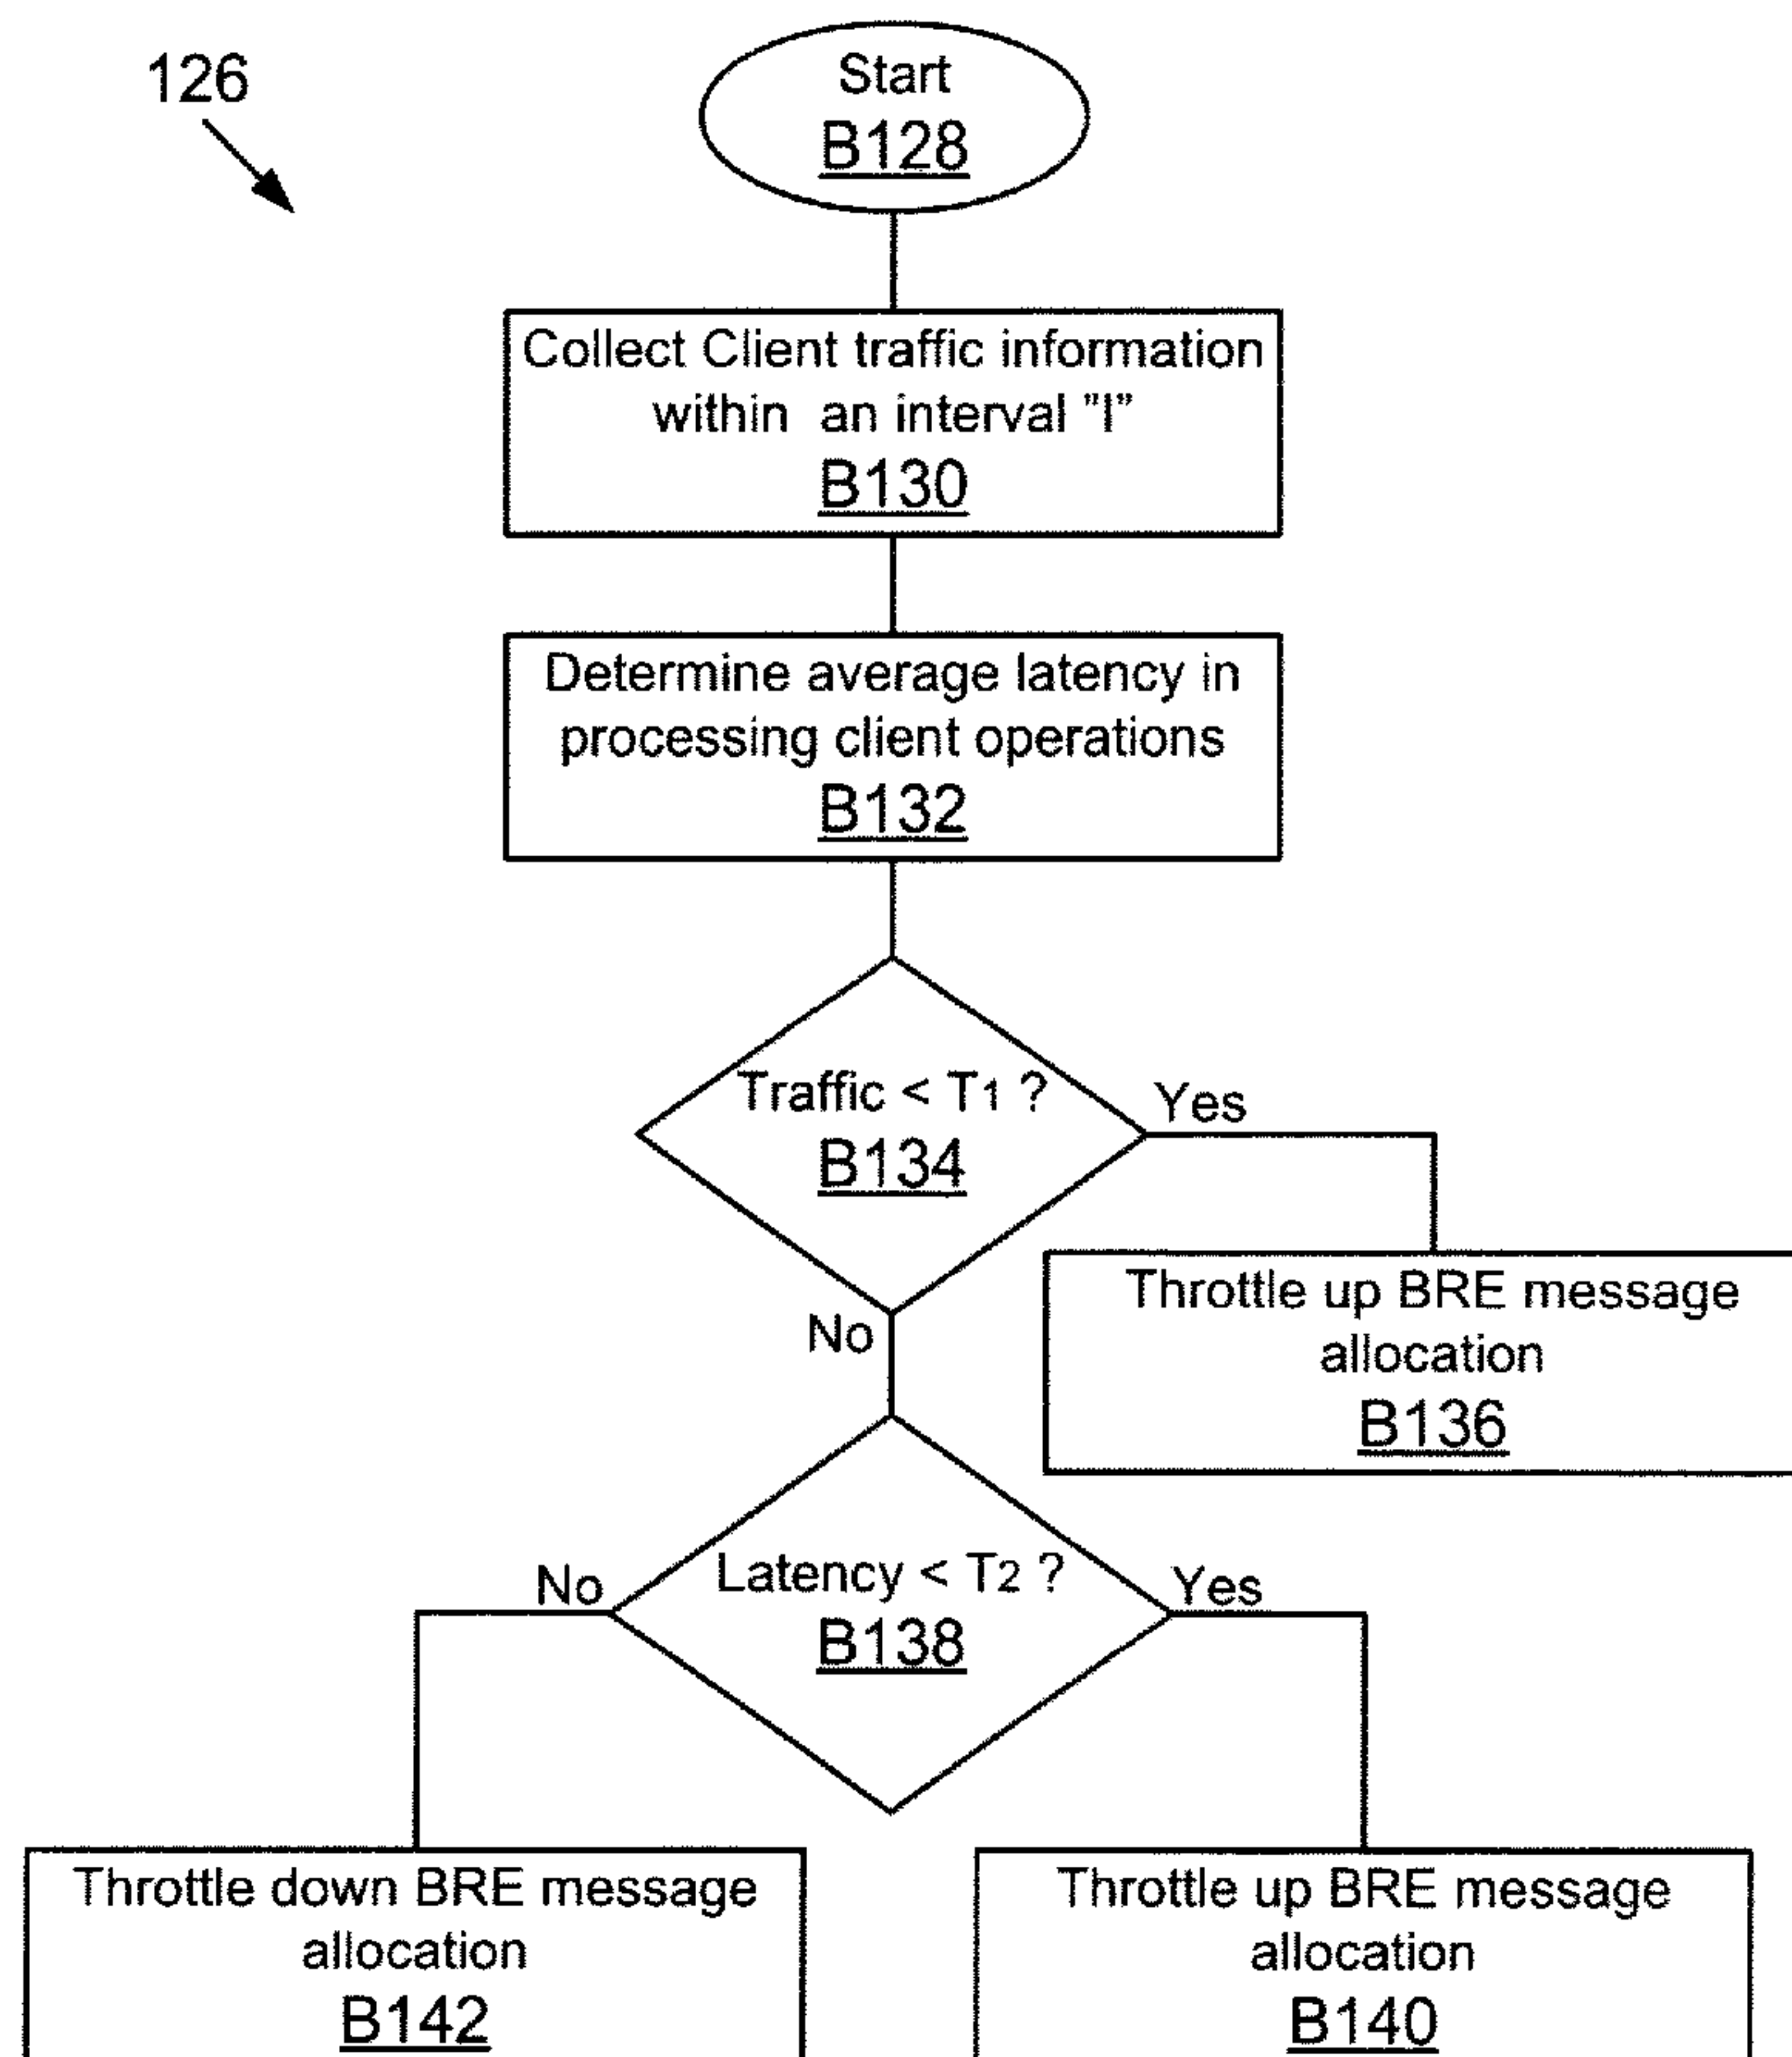 126
Start
B128
Collect Client traffic information
within an interval "I"
B130
Determine average latency in
processing client operations
B132
Traffic < T1 ?
B134
Yes
No
Throttle up BRE message
allocation
B136
Latency < T2 ?
B138
No
Yes
Throttle down BRE message
allocation
B142
Throttle up BRE message
allocation
B140